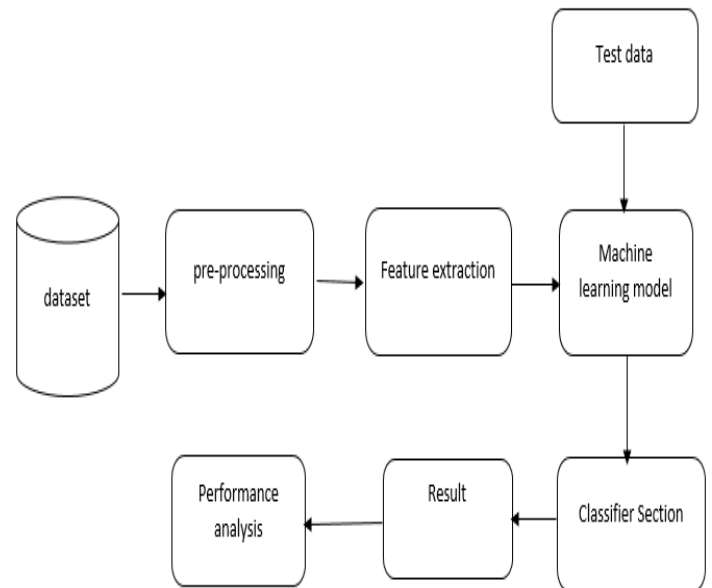 Test data
dataset
pre-processing
Feature extraction
Machine
learning model
Performance
analysis
Result
Classifier Section